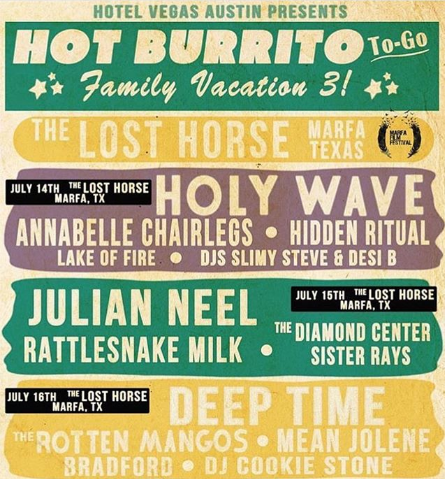 HOTEL VEGAS AUSTIN PRESENTS
HOT BURRITO To-Go
Family Vacation 3!
THE LOST HORSE MARFA TEXAS
MARFA FILM FESTIVAL
JULY 14TH THE LOST HORSE
MARFA, TX
HOLY WAVE
ANNABELLE CHAIRLEGS • HIDDEN RITUAL
LAKE OF FIRE • DJS SLIMY STEVE & DESI B
JULIAN NEEL
RATTLESNAKE MILK •
JULY 15TH THE LOST HORSE
MARFA, TX
THE DIAMOND CENTER
SISTER RAYS
JULY 16TH THE LOST HORSE
MARFA, TX
DEEP TIME
THE ROTTEN MANGOS • MEAN JOLENE
BRADFORD • DJ COOKIE STONE